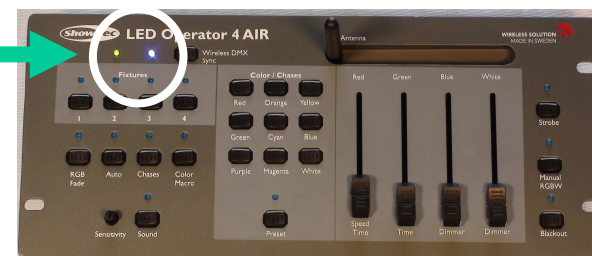 Showtec LED Operator 4 AIR
Antenna
WIRELESS SOLUTION
MADE IN SWEDEN
Wireless DMX
Sync
Fixtures
1 2 3 4
Color / Chases
Red Orange Yellow
Green Cyan Blue
Purple Magenta White
Red Green Blue White
Strobe
RGB
Fade
Auto
Chases
Color
Macro
Manual
RGBW
Sensitivity
Sound
Preset
Speed
Time
Time
Dimmer
Dimmer
Blackout